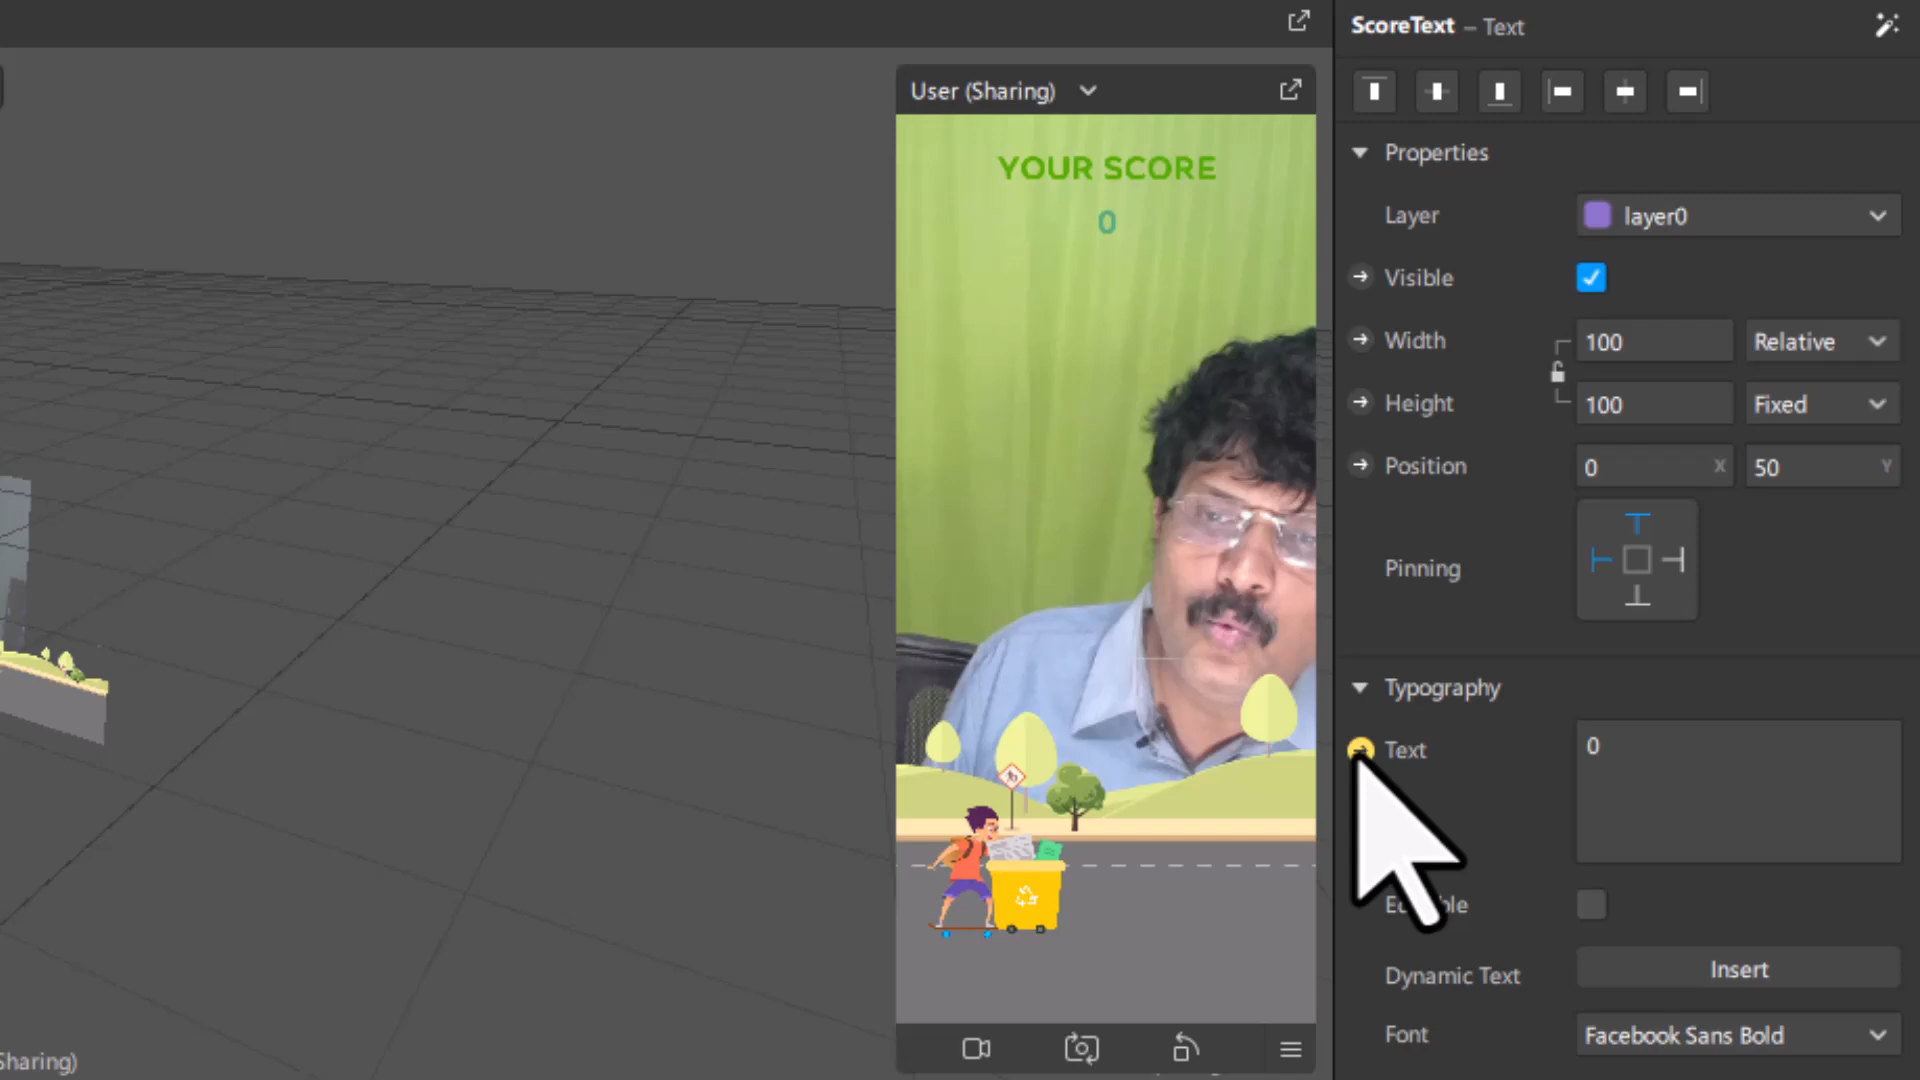 ScoreText – Text
User (Sharing)
YOUR SCORE
0
Properties
Layer
layer0
Visible
Width
100
Relative
Height
100
Fixed
Position
0
X
50
Y
Pinning
Typography
Text
0
Dynamic Text
Insert
Font
Facebook Sans Bold
Sharing)